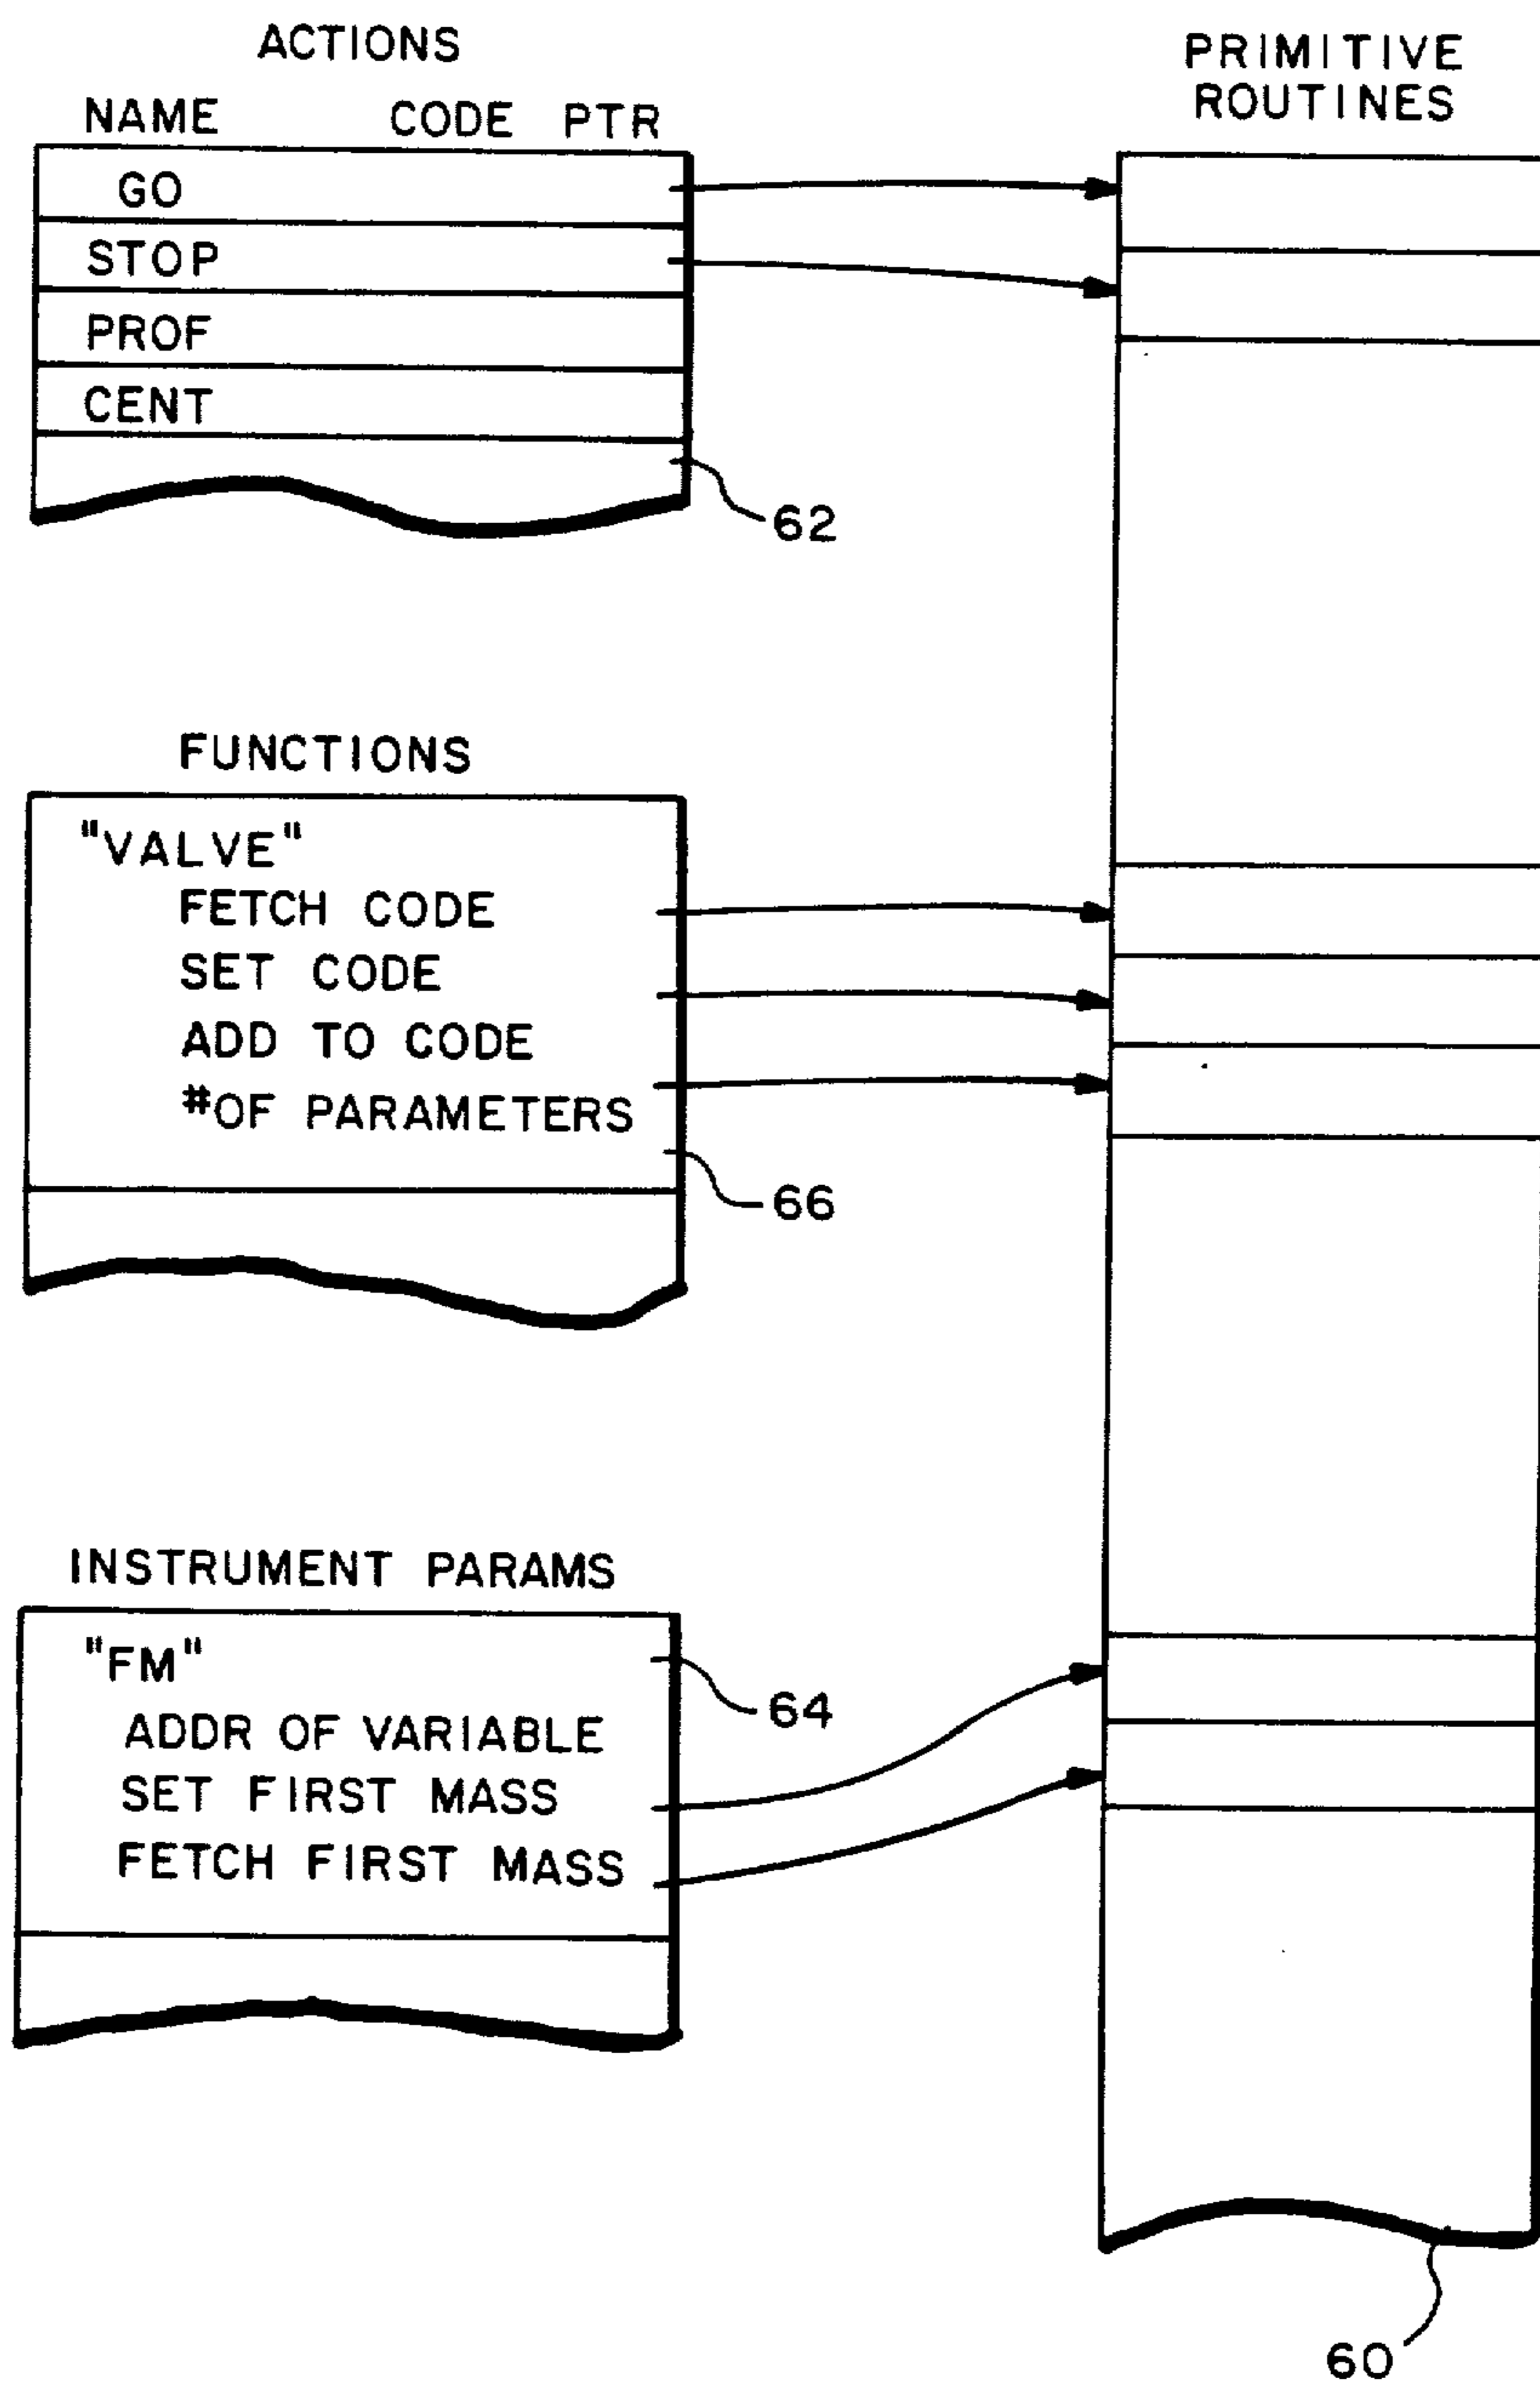 ACTIONS
NAME CODE PTR
GO
STOP
PROF
CENT
62
FUNCTIONS
"VALVE"
FETCH CODE
SET CODE
ADD TO CODE
#OF PARAMETERS
66
INSTRUMENT PARAMS
"FM"
64
ADDR OF VARIABLE
SET FIRST MASS
FETCH FIRST MASS
PRIMITIVE
ROUTINES
60